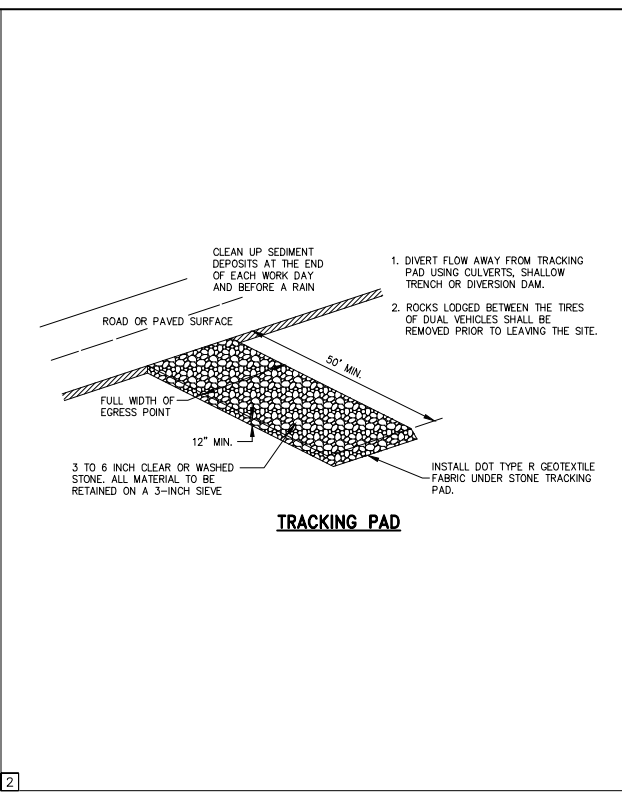 CLEAN UP SEDIMENT
DEPOSITS AT THE END
OF EACH WORK DAY
AND BEFORE A RAIN
1. DIVERT FLOW AWAY FROM TRACKING
PAD USING CULVERTS, SHALLOW
TRENCH OR DIVERSION DAM.
2. ROCKS LODGED BETWEEN THE TIRES
OF DUAL VEHICLES SHALL BE
REMOVED PRIOR TO LEAVING THE SITE.
ROAD OR PAVED SURFACE
50' MIN.
FULL WIDTH OF
EGRESS POINT
12" MIN.
3 TO 6 INCH CLEAR OR WASHED
STONE. ALL MATERIAL TO BE
RETAINED ON A 3-INCH SIEVE
INSTALL DOT TYPE R GEOTEXTILE
FABRIC UNDER STONE TRACKING
PAD.
TRACKING PAD
2